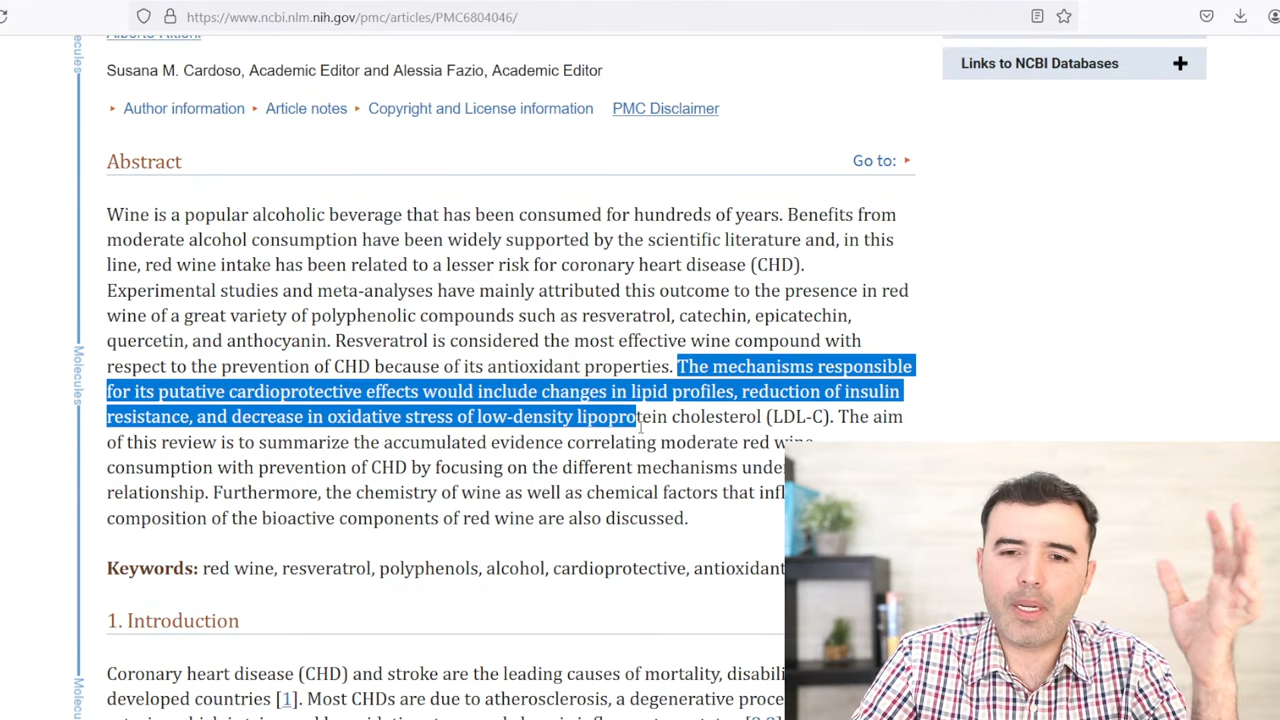 https://www.ncbi.nlm.nih.gov/pmc/articles/PMC6804046/
Links to NCBI Databases
Susana M. Cardoso, Academic Editor and Alessia Fazio, Academic Editor
Author information Article notes Copyright and License information PMC Disclaimer
Abstract
Go to:
Wine is a popular alcoholic beverage that has been consumed for hundreds of years. Benefits from
moderate alcohol consumption have been widely supported by the scientific literature and, in this
line, red wine intake has been related to a lesser risk for coronary heart disease (CHD).
Experimental studies and meta-analyses have mainly attributed this outcome to the presence in red
wine of a great variety of polyphenolic compounds such as resveratrol, catechin, epicatechin,
quercetin, and anthocyanin. Resveratrol is considered the most effective wine compound with
respect to the prevention of CHD because of its antioxidant properties. The mechanisms responsible
for its putative cardioprotective effects would include changes in lipid profiles, reduction of insulin
resistance, and decrease in oxidative stress of low-density lipoprotein cholesterol (LDL-C). The aim
of this review is to summarize the accumulated evidence correlating moderate red wine
consumption with prevention of CHD by focusing on the different mechanisms unde
relationship. Furthermore, the chemistry of wine as well as chemical factors that infl
composition of the bioactive components of red wine are also discussed.
Keywords: red wine, resveratrol, polyphenols, alcohol, cardioprotective, antioxidant
1. Introduction
Coronary heart disease (CHD) and stroke are the leading causes of mortality, disabil
developed countries [1]. Most CHDs are due to atherosclerosis, a degenerative proce
ecules
Molecules
Molecules